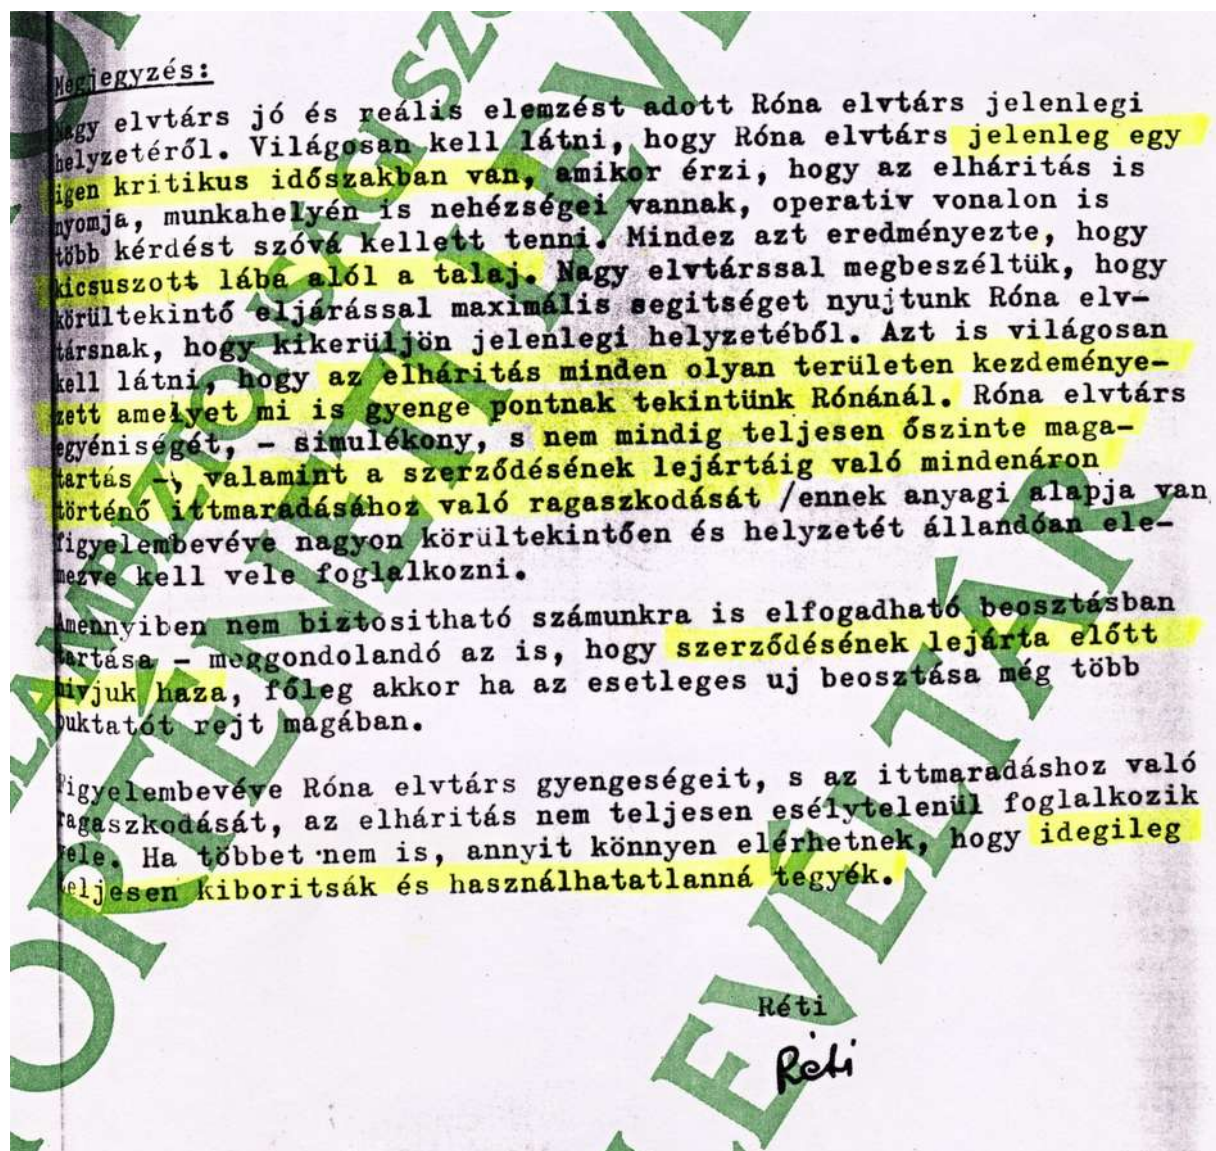 Megjegyzés:
Nagy elvtárs jó és reális elemzést adott Róna elvtárs jelenlegi
helyzetéről. Világosan kell látni, hogy Róna elvtárs jelenleg egy
igen kritikus időszakban van, amikor érzi, hogy az elháritás is
nyomja, munkahelyén is nehézségei vannak, operativ vonalon is
több kérdést szóvá kellett tenni. Mindez azt eredményezte, hogy
kicsuszott lába alól a talaj. Nagy elvtárssal megbeszéltük, hogy
körültekintő eljárással maximális segitséget nyujtunk Róna elv-
társnak, hogy kikerüljön jelenlegi helyzetéből. Azt is világosan
kell látni, hogy az elháritás minden olyan területen kezdeménye-
zett amelyet mi is gyenge pontnak tekintünk Rónánál. Róna elvtárs
egyéniségét, - simulékony, s nem mindig teljesen őszinte maga-
tartás -, valamint a szerződésének lejártáig való mindenáron
történő ittmaradásához való ragaszkodását /ennek anyagi alapja van
figyelembevéve nagyon körültekintően és helyzetét állandóan ele-
mezve kell vele foglalkozni.
Amennyiben nem biztositható számunkra is elfogadható beosztásban
tartása - meggondolandó az is, hogy szerződésének lejárta előtt
hivjuk haza, főleg akkor ha az esetleges uj beosztása még több
buktatót rejt magában.
Figyelembevéve Róna elvtárs gyengeségeit, s az ittmaradáshoz való
ragaszkodását, az elháritás nem teljesen esélytelenül foglalkozik
vele. Ha többet nem is, annyit könnyen elérhetnek, hogy idegileg
teljesen kiboritsák és használhatatlanná tegyék.
Réti
Réti
ÁLLAMBIZTONSÁGI SZO
TÖRTÉNETI LEVÉLTÁR